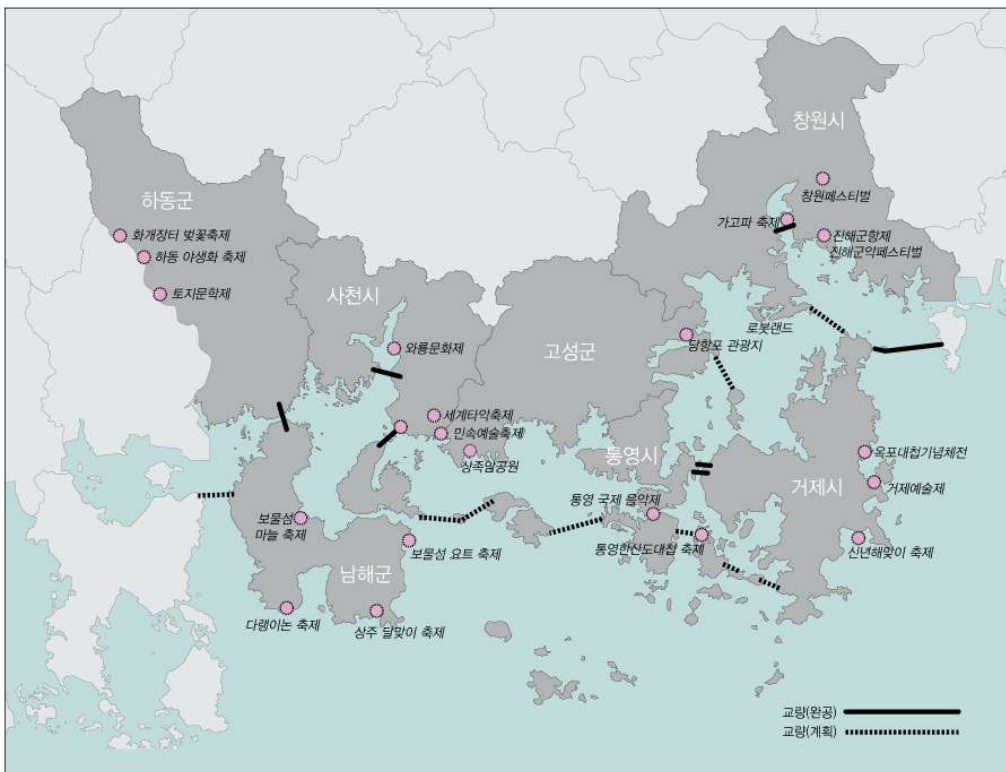 창원시
창원페스티벌
가고파 축제
진해군항제
진해군악페스티벌
하동군
화개장터 벚꽃축제
하동 야생화 축제
토지문학제
사천시
와룡문화제
고성군
로봇랜드
당항포 관광지
세계타악축제
민속예술축제
상족암공원
통영시
옥포대첩기념체전
거제시
거제예술제
통영 국제 음악제
보물섬
마늘 축제
통영한산도대첩 축제
신년해맞이 축제
보물섬 요트 축제
남해군
다랭이논 축제
상주 달맞이 축제
교량(완공)
교량(계획)